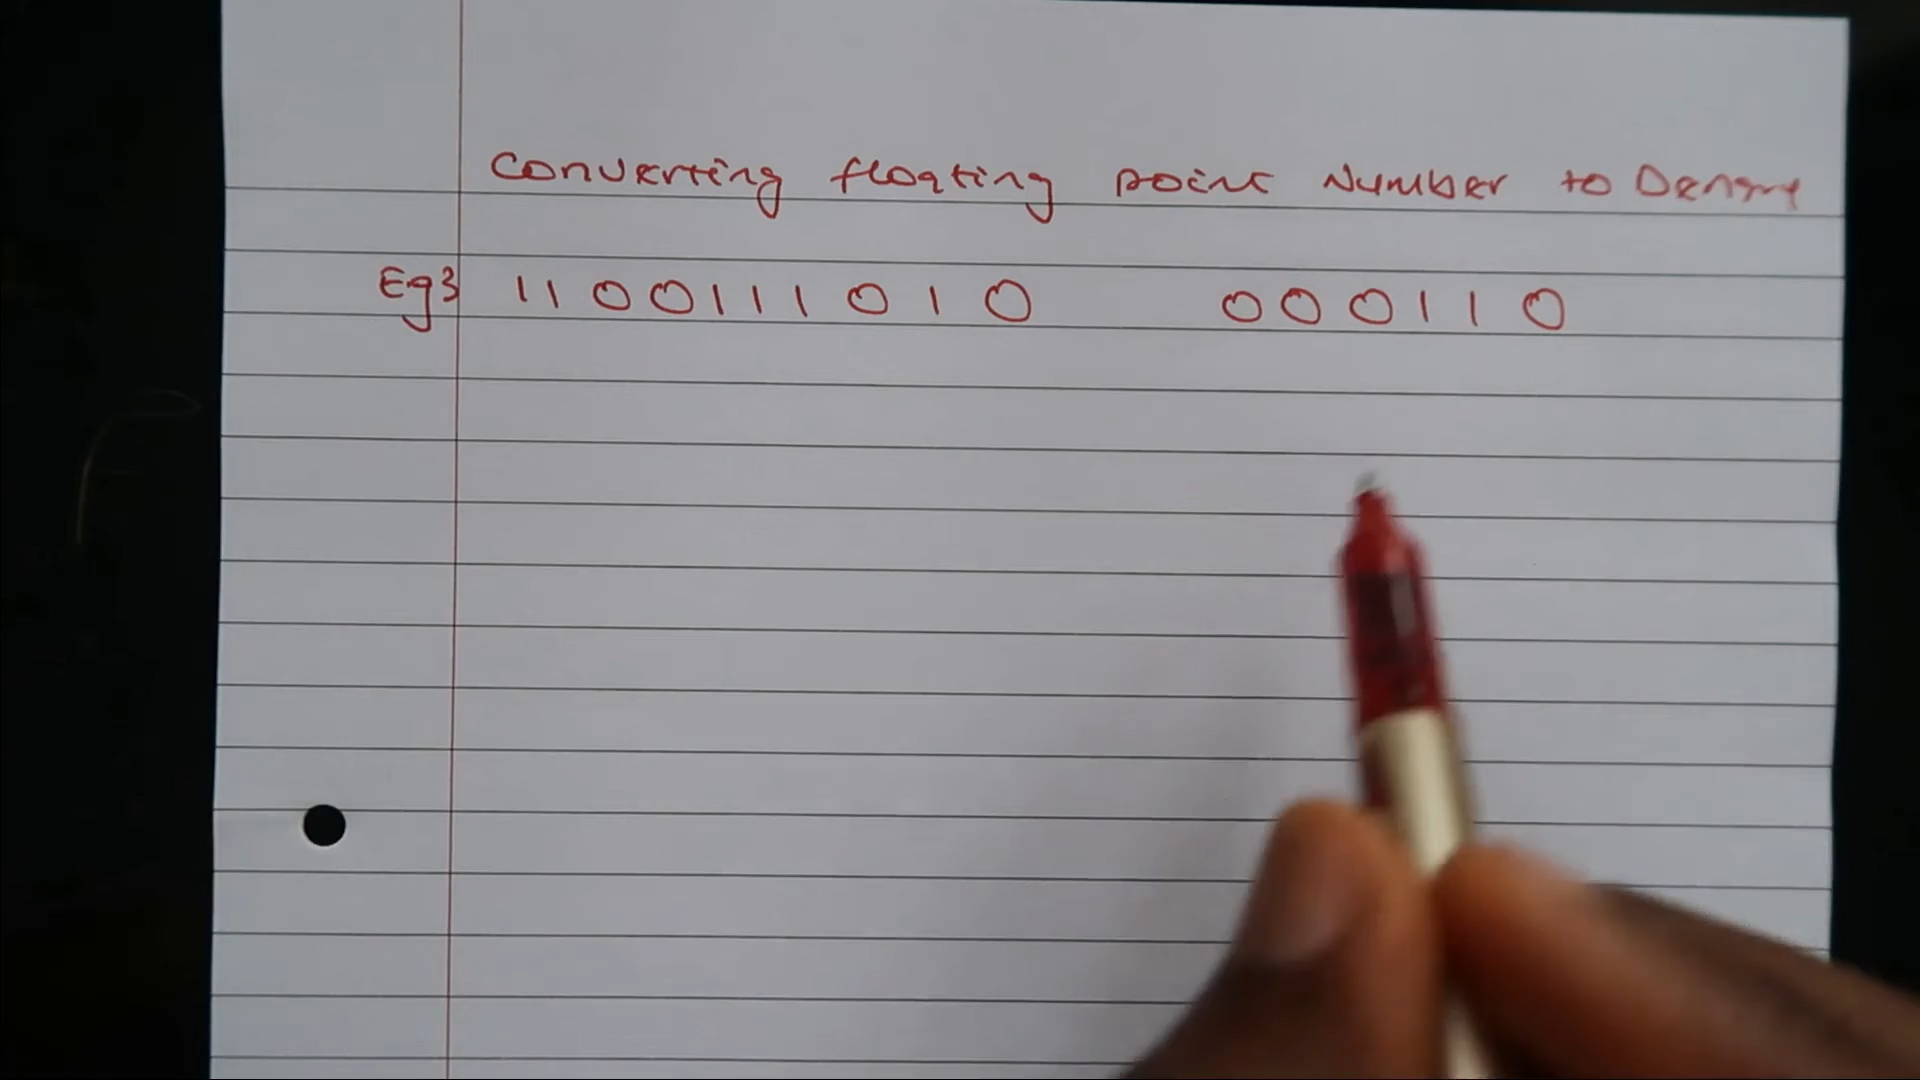 Converting floating point Number to Denary
Eg3 1100111010 000110